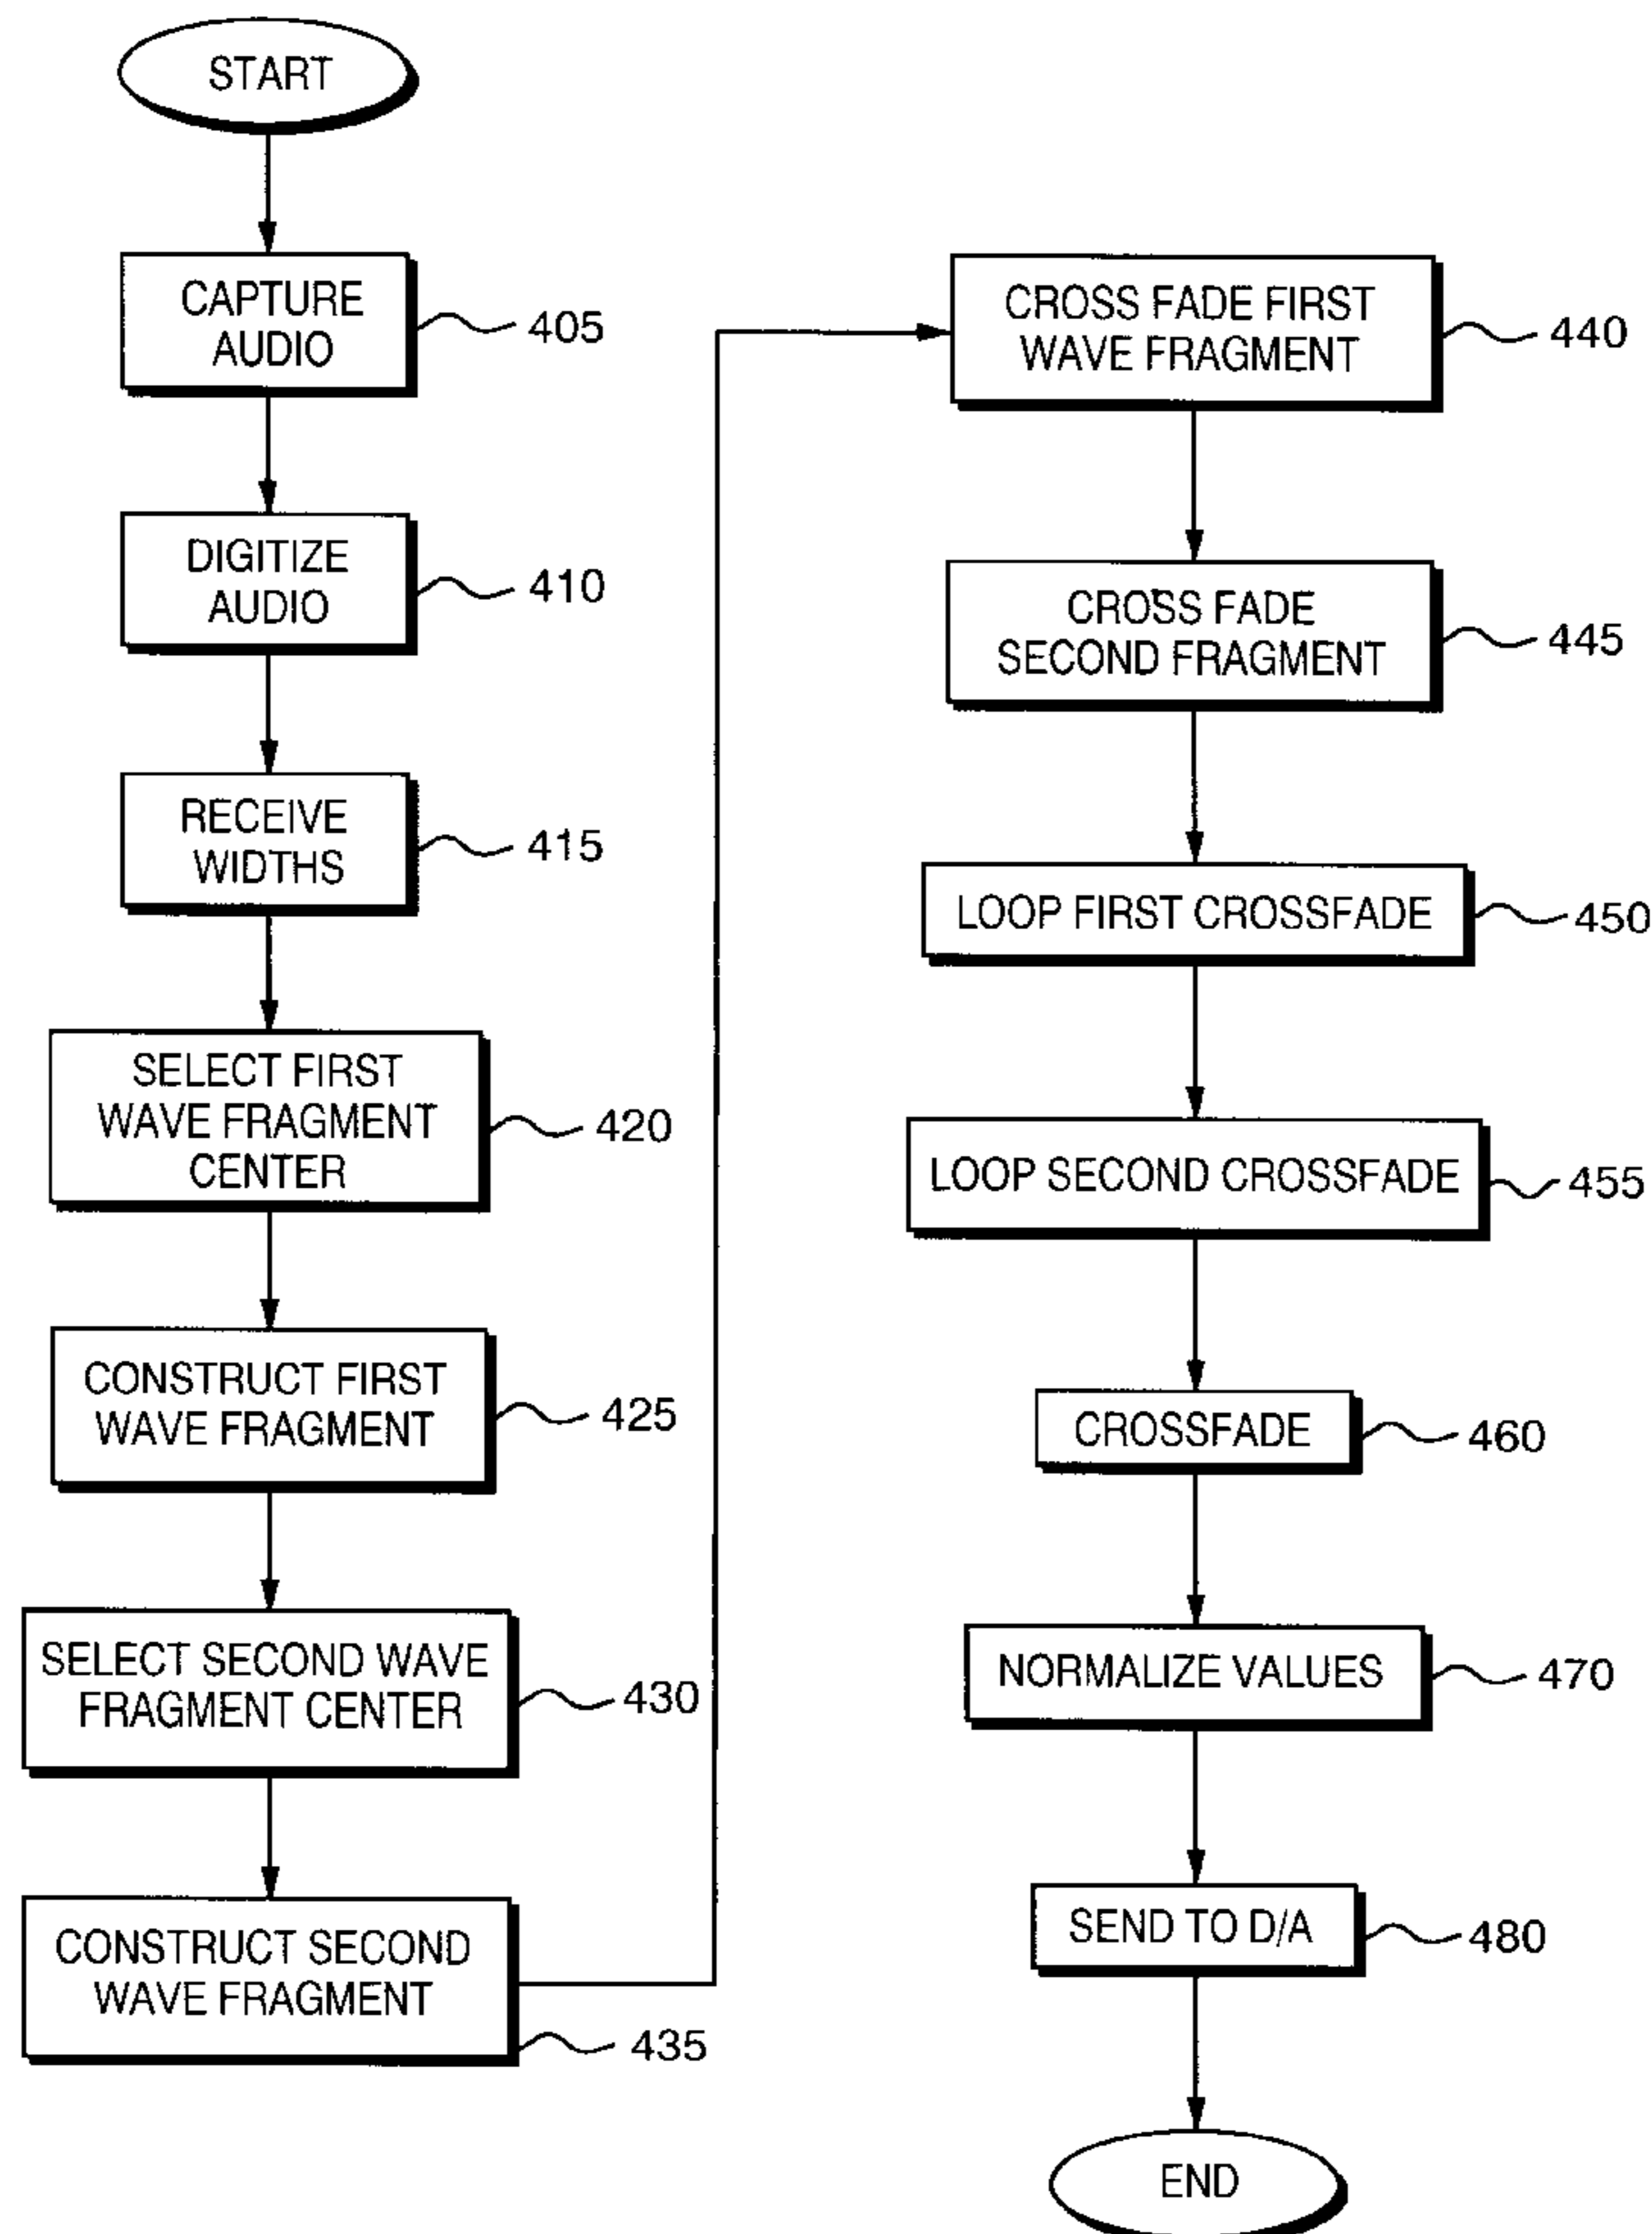 START
CAPTURE
AUDIO
405
DIGITIZE
AUDIO
410
RECEIVE
WIDTHS
415
SELECT FIRST
WAVE FRAGMENT
CENTER
420
CONSTRUCT FIRST
WAVE FRAGMENT
425
SELECT SECOND WAVE
FRAGMENT CENTER
430
CONSTRUCT SECOND
WAVE FRAGMENT
435
CROSS FADE FIRST
WAVE FRAGMENT
440
CROSS FADE
SECOND FRAGMENT
445
LOOP FIRST CROSSFADE
450
LOOP SECOND CROSSFADE
455
CROSSFADE
460
NORMALIZE VALUES
470
SEND TO D/A
480
END